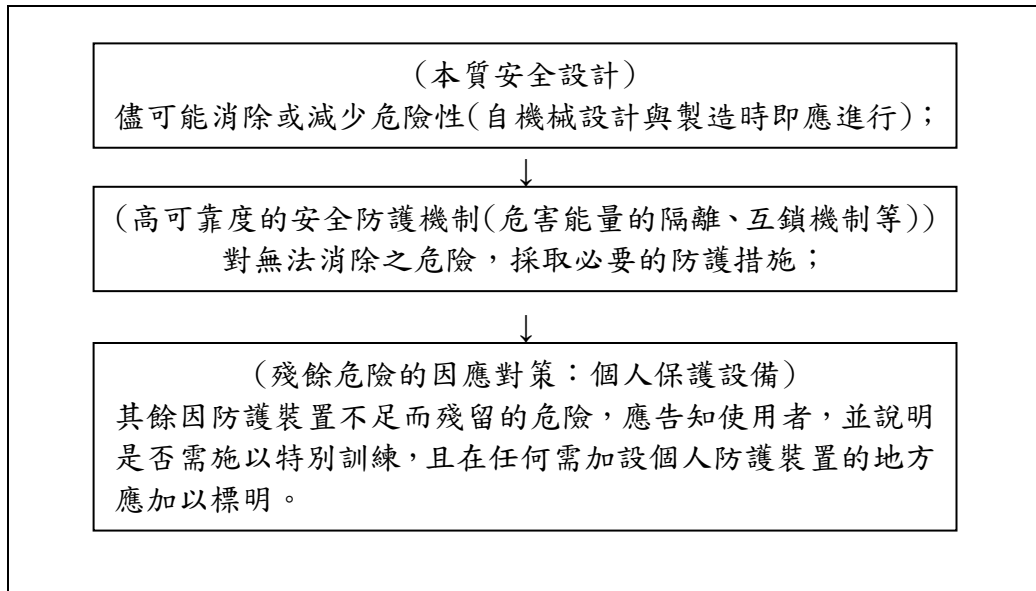 (本質安全設計)
儘可能消除或減少危險性(自機械設計與製造時即應進行);
↓
(高可靠度的安全防護機制(危害能量的隔離、互鎖機制等))
對無法消除之危險,採取必要的防護措施;
↓
(殘餘危險的因應對策:個人保護設備)
其餘因防護裝置不足而殘留的危險,應告知使用者,並說明
是否需施以特別訓練,且在任何需加設個人防護裝置的地方
應加以標明。